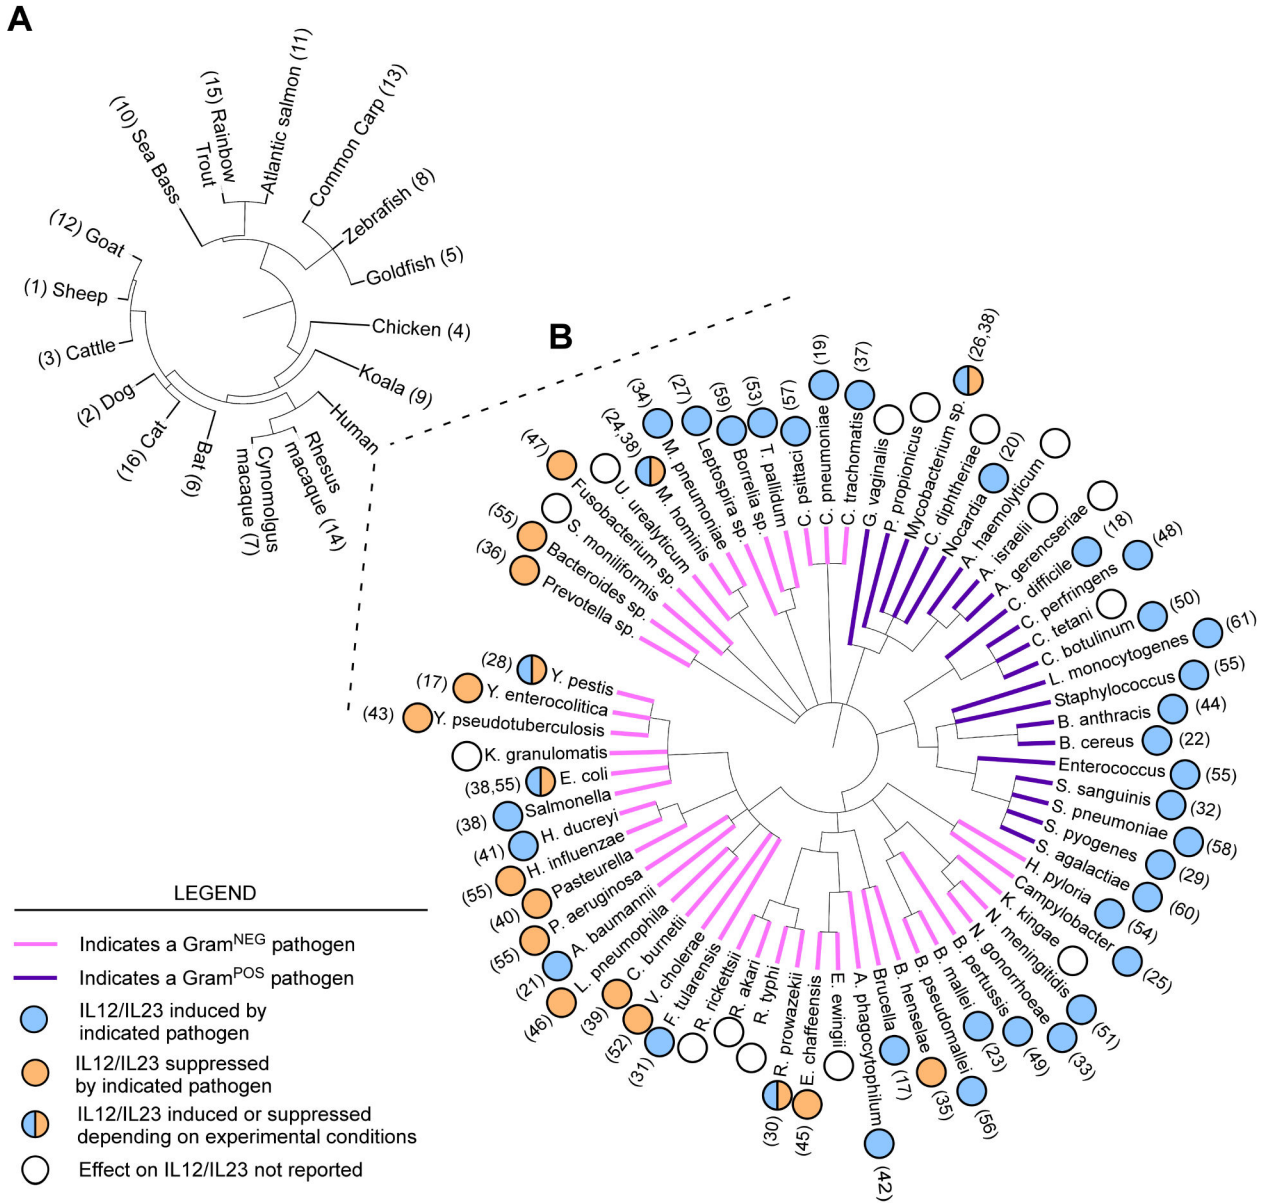 A
(10) Sea Bass
(15) Rainbow
Trout
Atlantic salmon (11)
Common Carp (13)
Zebrafish (8)
Goldfish (5)
Chicken (4)
Koala (9)
Human
Rhesus
macaque (14)
Cynomolgus
macaque (7)
Bat (6)
(16) Cat
(2) Dog
(3) Cattle
(1) Sheep
(12) Goat
B
(43) Y. pseudotuberculosis
(17) Y. enterocolitica
(28) Y. pestis
(36) Prevotella sp.
(55) Bacteroides sp.
S. moniliformis
(47) Fusobacterium sp.
U. urealyticum
(24,38) M. hominis
(34) M. pneumoniae
(27) Leptospira sp.
(59) Borrelia sp.
(53) T. pallidum
(57) C. psittaci
C. pneumoniae (19)
C. trachomatis (37)
G. vaginalis
P. propionicus
Mycobacterium sp. (26,38)
C. diphtheriae
Nocardia (20)
A. haemolyticum
A. israelii
A. gerencseriae
C. difficile (18)
C. perfringens (48)
C. tetani
C. botulinum (50)
L. monocytogenes (61)
Staphylococcus (55)
B. anthracis (44)
B. cereus (22)
Enterococcus (55)
S. sanguinis (32)
S. pneumoniae (58)
S. pyogenes (29)
S. agalactiae (60)
H. pyloria (54)
Campylobacter (25)
K. kingae
N. meningitidis (51)
N. gonorrhoeae (33)
B. pertussis (49)
B. mallei (23)
B. pseudomallei (56)
B. henselae (35)
Brucella (17)
A. phagocytophilum (42)
E. ewingii
E. chaffeensis (45)
R. prowazekii (30)
R. typhi
R. akari
R. rickettsii
(31) F. tularensis
(52) V. cholerae
(39) C. burnetii
(46) L. pneumophila
(21) A. baumannii
(55) P. aeruginosa
(40) Pasteurella
(55) H. influenzae
(41) H. ducreyi
(38) Salmonella
(38,55) E. coli
K. granulomatis
LEGEND
Indicates a GramNEG pathogen
Indicates a GramPOS pathogen
IL12/IL23 induced by
indicated pathogen
IL12/IL23 suppressed
by indicated pathogen
IL12/IL23 induced or suppressed
depending on experimental conditions
Effect on IL12/IL23 not reported